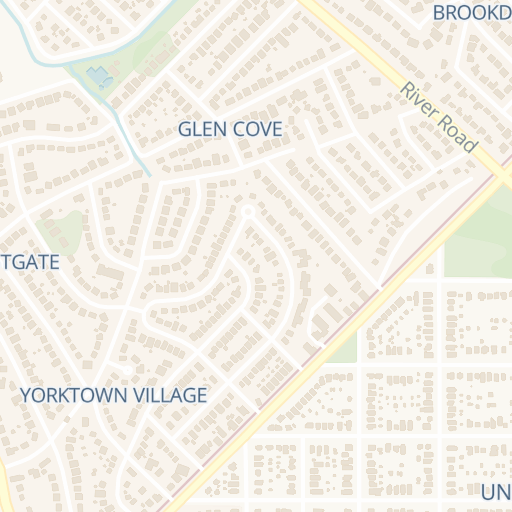 BROOKD
River Road
GLEN COVE
TGATE
YORKTOWN VILLAGE
UN